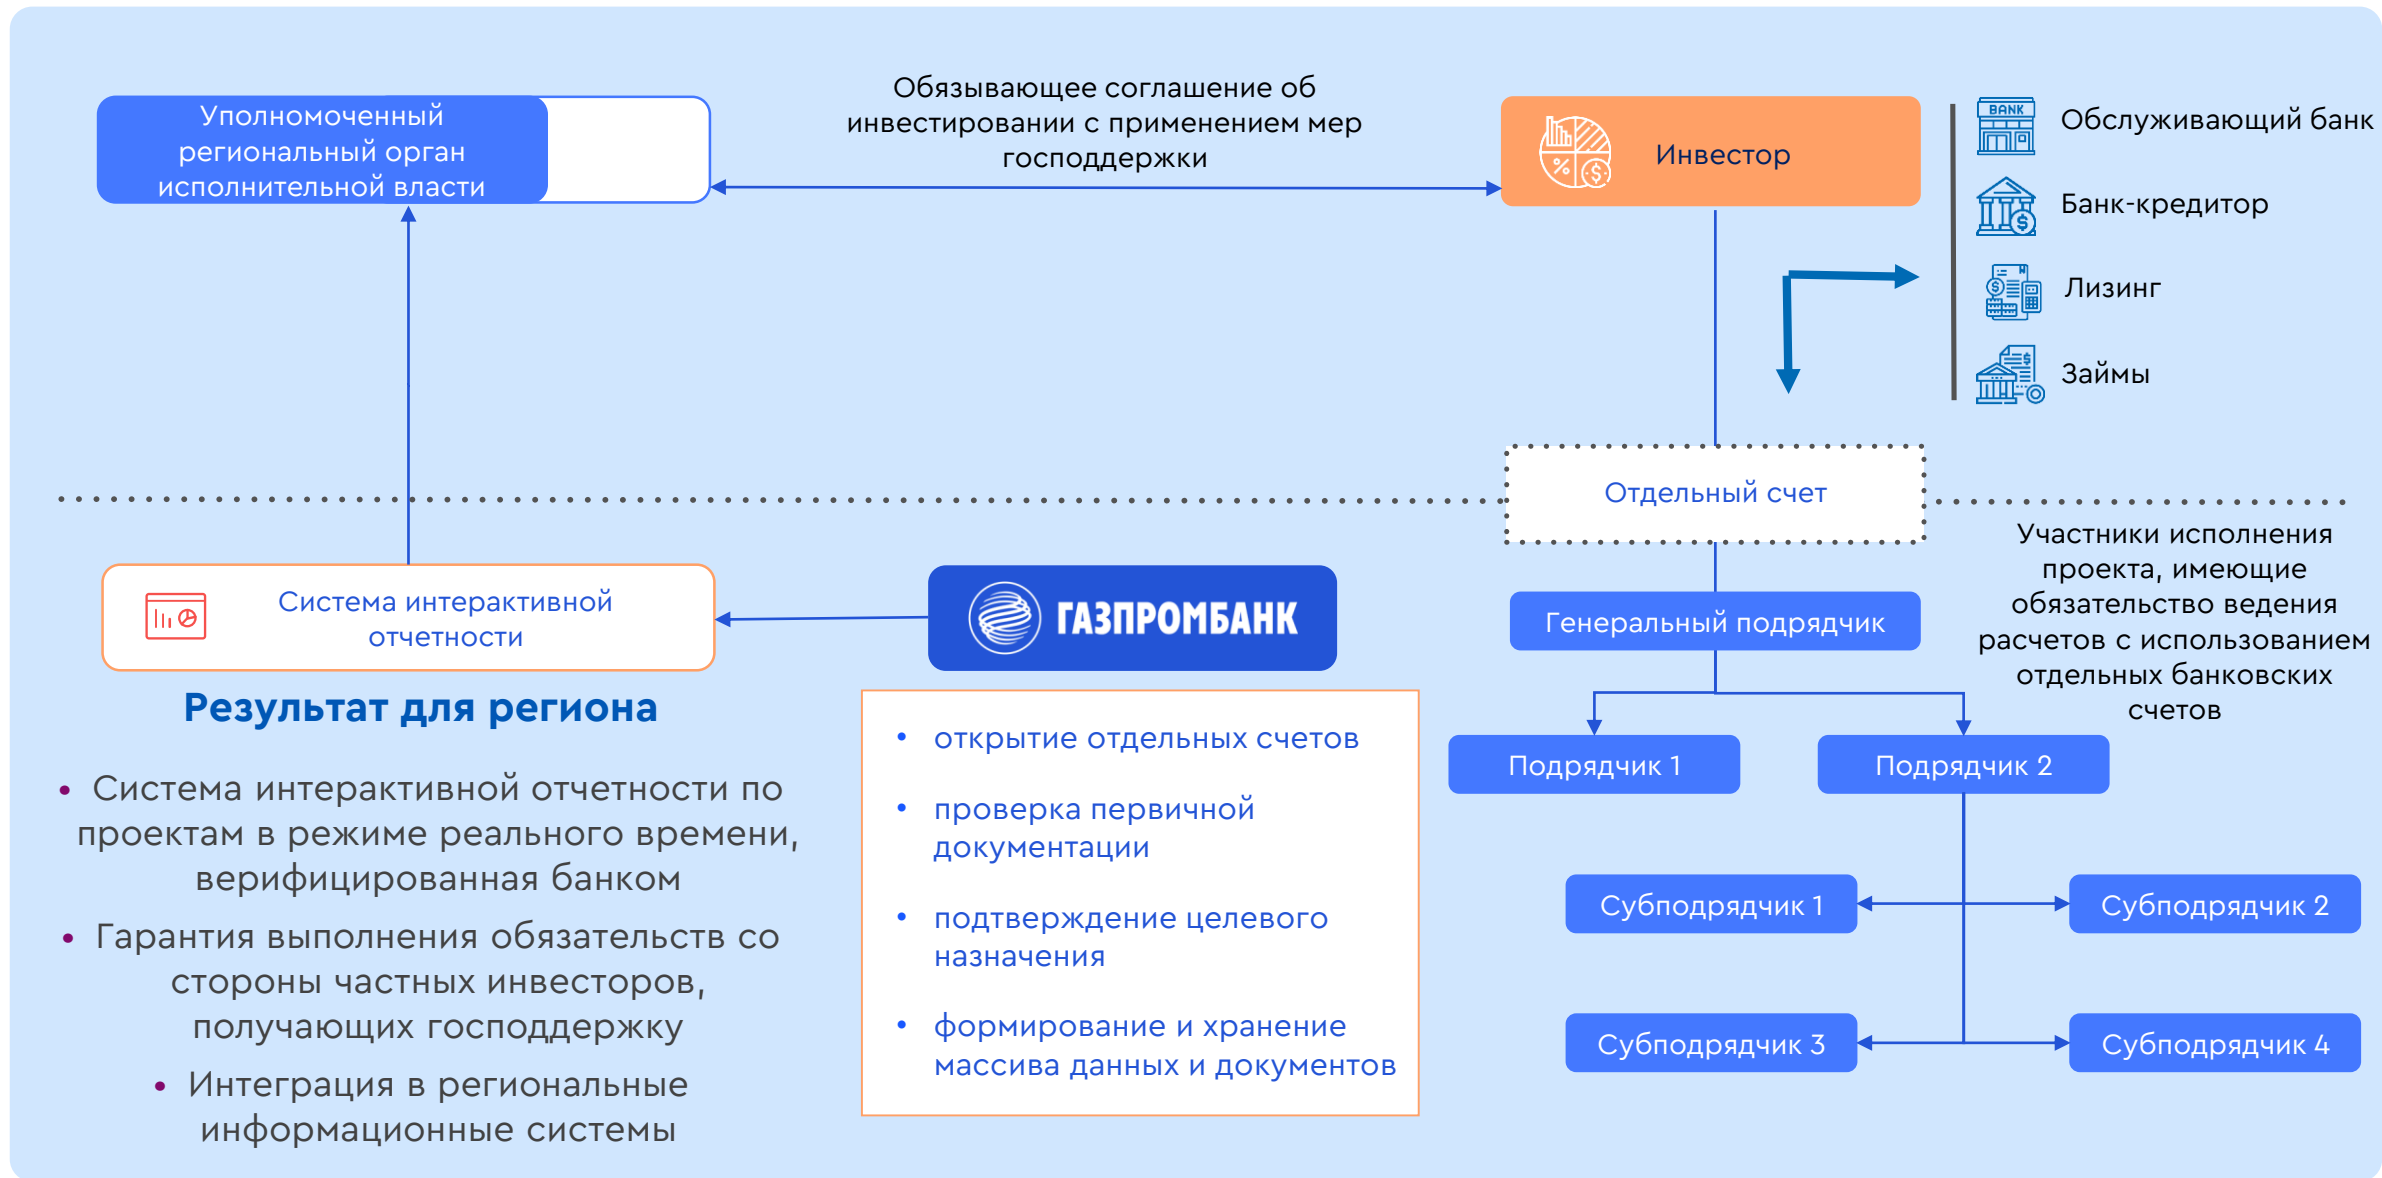 Уполномоченный
региональный орган
исполнительной власти
Обязывающее соглашение об
инвестировании с применением мер
господдержки
Инвестор
BANK
Обслуживающий банк
Банк-кредитор
Лизинг
Займы
Отдельный счет
Система интерактивной
отчетности
ГАЗПРОМБАНК
Генеральный подрядчик
Участники исполнения
проекта, имеющие
обязательство ведения
расчетов с использованием
отдельных банковских
счетов
Результат для региона
• Система интерактивной отчетности по
проектам в режиме реального времени,
верифицированная банком
• Гарантия выполнения обязательств со
стороны частных инвесторов,
получающих господдержку
• Интеграция в региональные
информационные системы
• открытие отдельных счетов
• проверка первичной
документации
• подтверждение целевого
назначения
• формирование и хранение
массива данных и документов
Подрядчик 1
Подрядчик 2
Субподрядчик 1
Субподрядчик 2
Субподрядчик 3
Субподрядчик 4